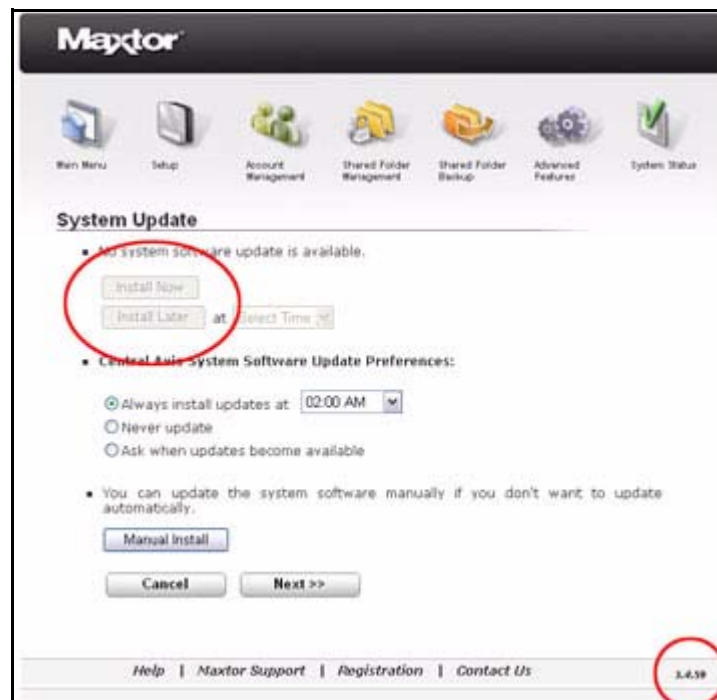 Maxtor
Main Menu
Setup
Account Management
Shared Folder Management
Shared Folder Backup
Advanced Features
System Status
System Update
No system software update is available.
Install Now
Install Later at Select Time
Central Axis System Software Update Preferences:
Always install updates at 02:00 AM
Never update
Ask when updates become available
You can update the system software manually if you don't want to update
automatically.
Manual Install
Cancel Next >>
Help | Maxtor Support | Registration | Contact Us